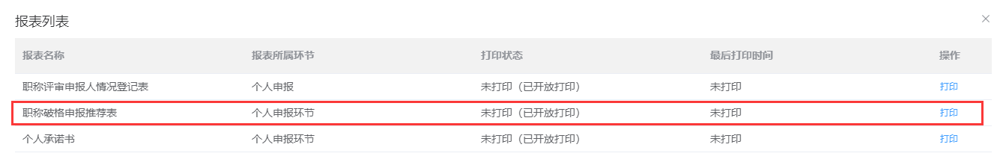 报表列表
报表名称 报表所属环节 打印状态 最后打印时间 操作
职称评审申报人情况登记表 个人申报 未打印（已开放打印） 未打印 打印
职称破格申报推荐表 个人申报环节 未打印（已开放打印） 未打印 打印
个人承诺书 个人申报环节 未打印（已开放打印） 未打印 打印